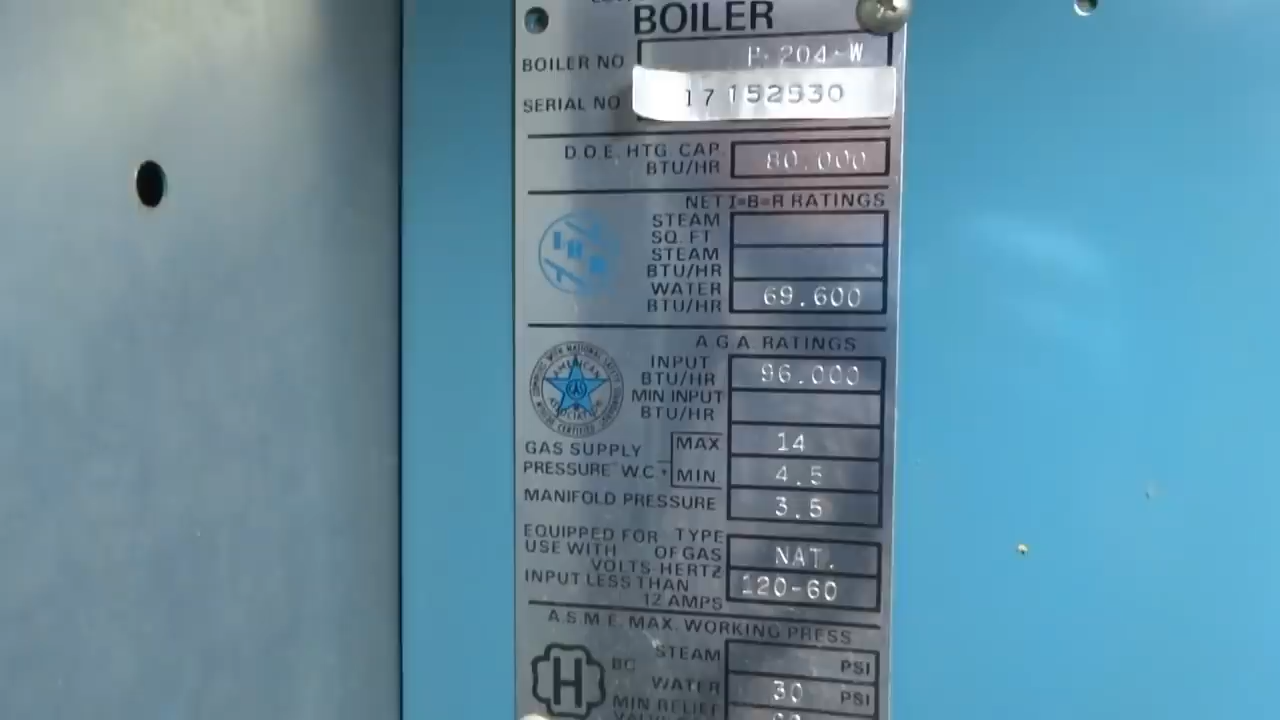 BOILER
BOILER NO P-204-W
SERIAL NO 17152530
D.O.E. HTG CAP. BTU/HR 80.000
NET I=B=R RATINGS
STEAM SQ. FT
STEAM BTU/HR
WATER BTU/HR 69.600
A G A RATINGS
INPUT BTU/HR 96.000
MIN INPUT BTU/HR
GAS SUPPLY PRESSURE W.C. MAX 14
MIN 4.5
MANIFOLD PRESSURE 3.5
EQUIPPED FOR USE WITH TYPE OF GAS NAT.
VOLTS-HERTZ 120-60
INPUT LESS THAN 12 AMPS
A.S.M.E. MAX. WORKING PRESS
STEAM PSI
H
WATER 30 PSI
MIN RELIEF